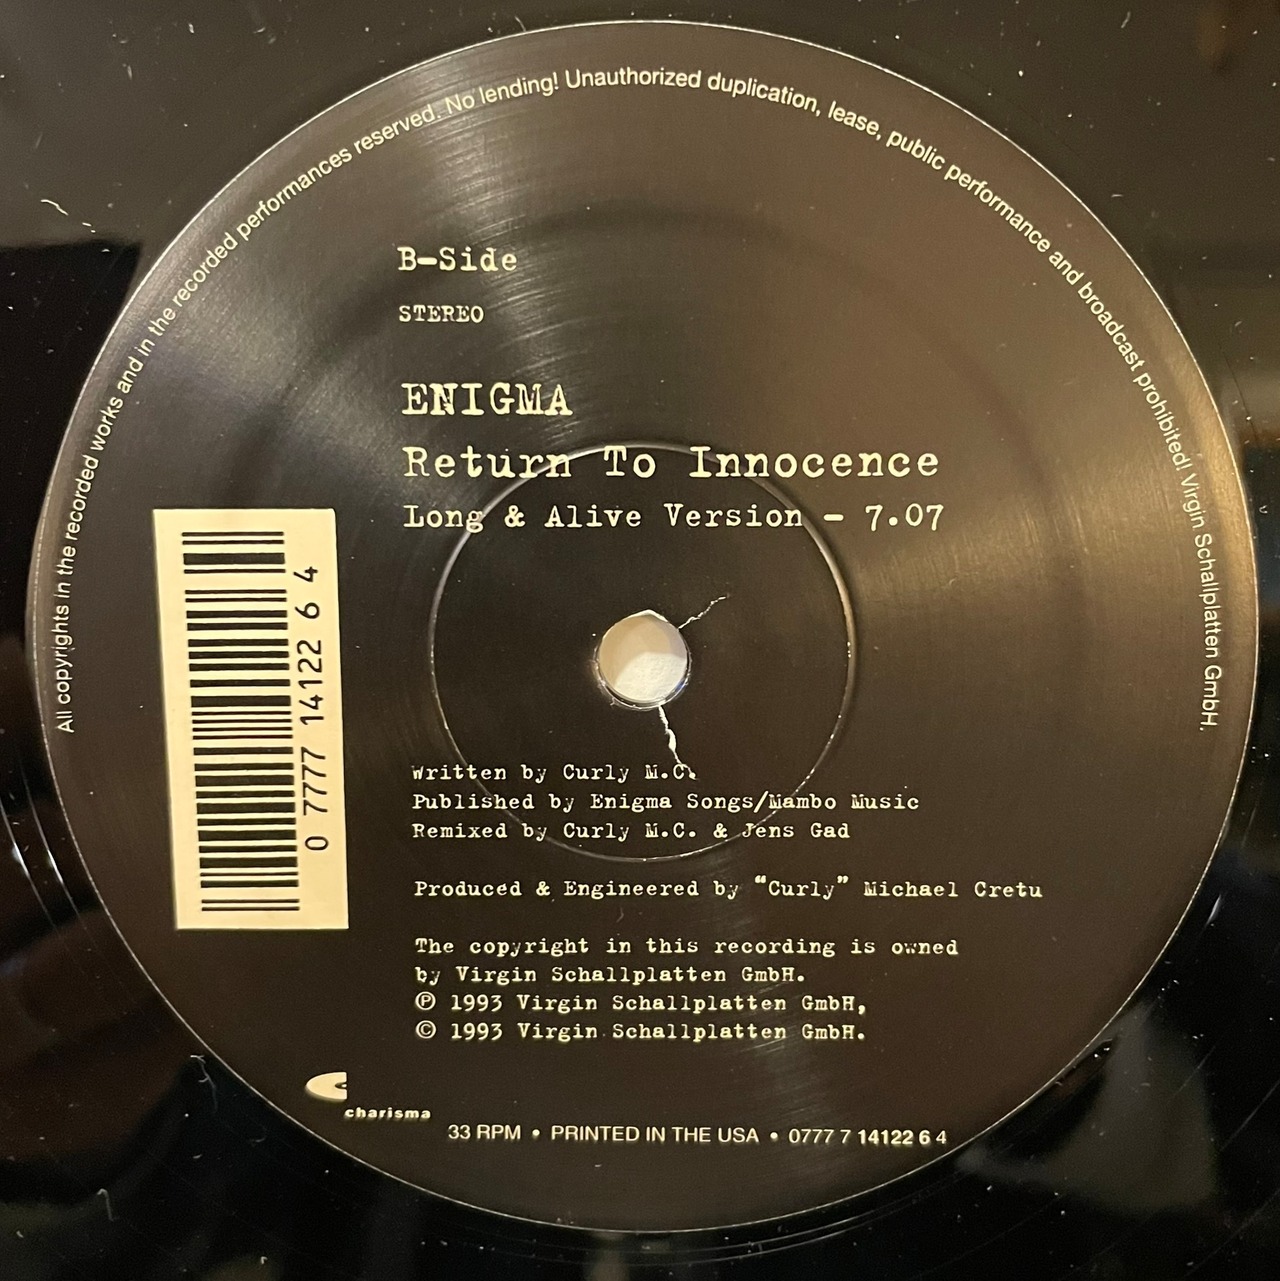 All copyrights in the recorded works and in the recorded performances reserved. No lending! Unauthorized duplication, lease, public performance and broadcast prohibited! Virgin Schallplatten GmbH.
B-Side
STEREO
ENIGMA
Return To Innocence
Long & Alive Version - 7.07
0 7777 14122 6 4
Written by Curly M.C.
Published by Enigma Songs/Mambo Music
Remixed by Curly M.C. & Jens Gad
Produced & Engineered by “Curly” Michael Cretu
The copyright in this recording is owned
by Virgin Schallplatten GmbH.
℗ 1993 Virgin Schallplatten GmbH,
© 1993 Virgin Schallplatten GmbH.
charisma
33 RPM • PRINTED IN THE USA • 0777 7 14122 6 4